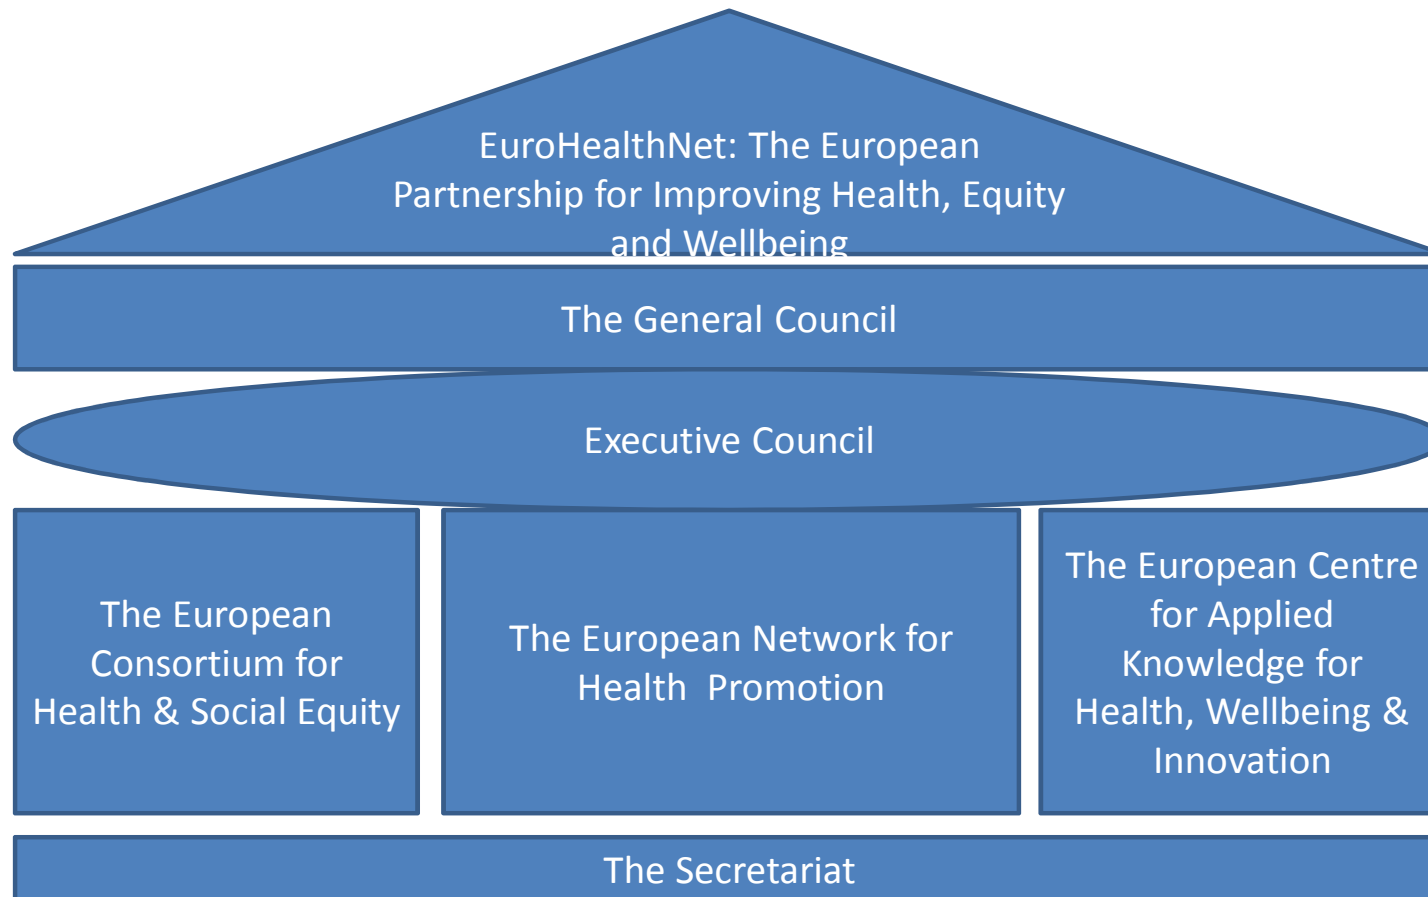 EuroHealthNet: The European
Partnership for Improving Health, Equity
and Wellbeing
The General Council
Executive Council
The European
Consortium for
Health & Social Equity
The European Network for
Health  Promotion
The European Centre
for Applied
Knowledge for
Health, Wellbeing &
Innovation
The Secretariat